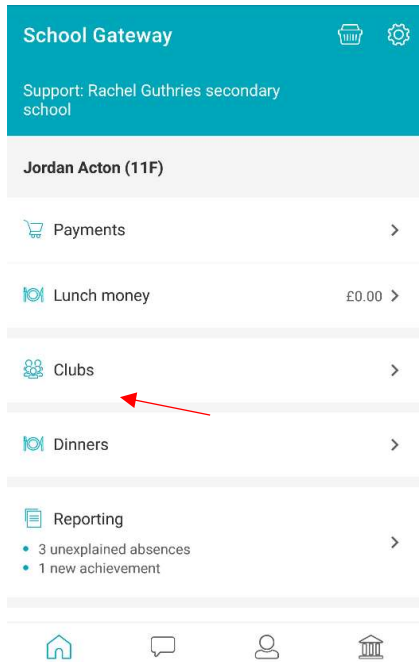 School Gateway
Support: Rachel Guthries secondary
school
Jordan Acton (11F)
Payments
Lunch money £0.00
Clubs
Dinners
Reporting
3 unexplained absences
1 new achievement